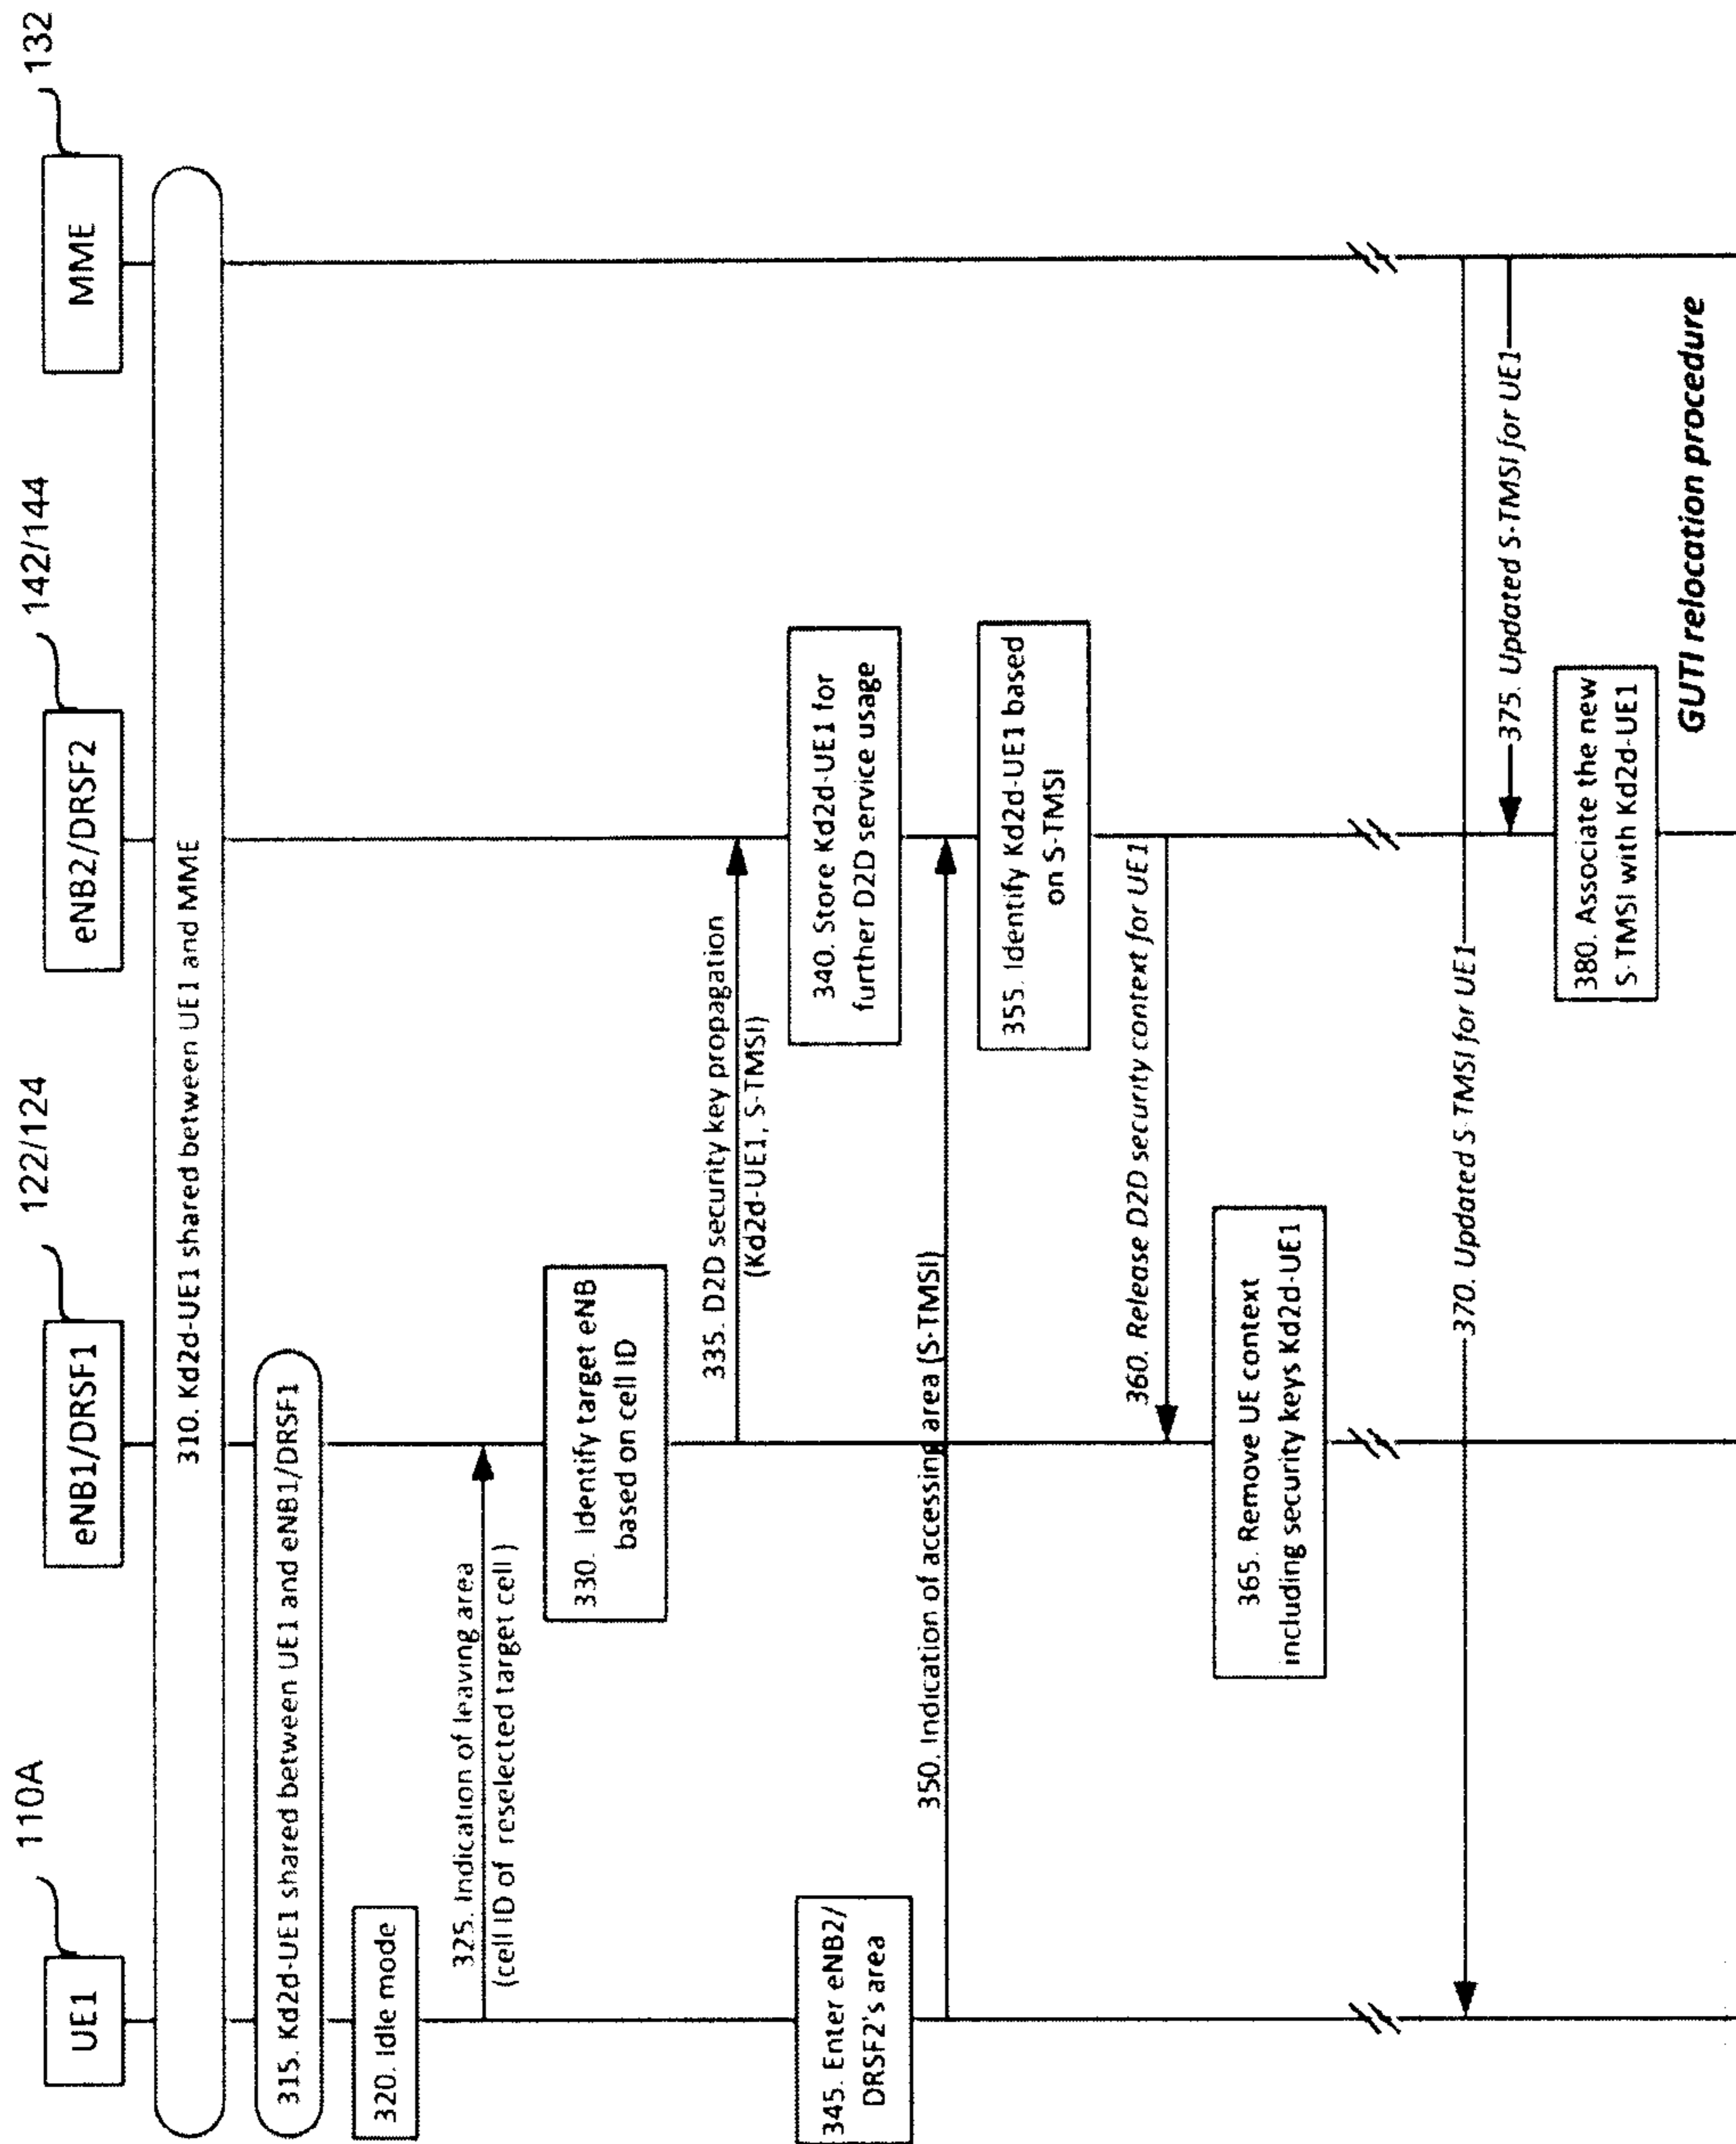 110A
122/124
142/144
132
UE1
eNB1/DRSF1
eNB2/DRSF2
MME
310. Kd2d-UE1 shared between UE1 and MME
315. Kd2d-UE1 shared between UE1 and eNB1/DRSF1
320. Idle mode
325. Indication of leaving area
(cell ID of reselected target cell)
330. Identify target eNB
based on cell ID
335. D2D security key propagation
(Kd2d-UE1, S-TMSI)
340. Store Kd2d-UE1 for
further D2D service usage
345. Enter eNB2/
DRSF2's area
350. Indication of accessing area (S-TMSI)
355. Identify Kd2d-UE1 based
on S-TMSI
360. Release D2D security context for UE1
365. Remove UE context
including security keys Kd2d-UE1
370. Updated S-TMSI for UE1
375. Updated S-TMSI for UE1
380. Associate the new
S-TMSI with Kd2d-UE1
GUTI relocation procedure